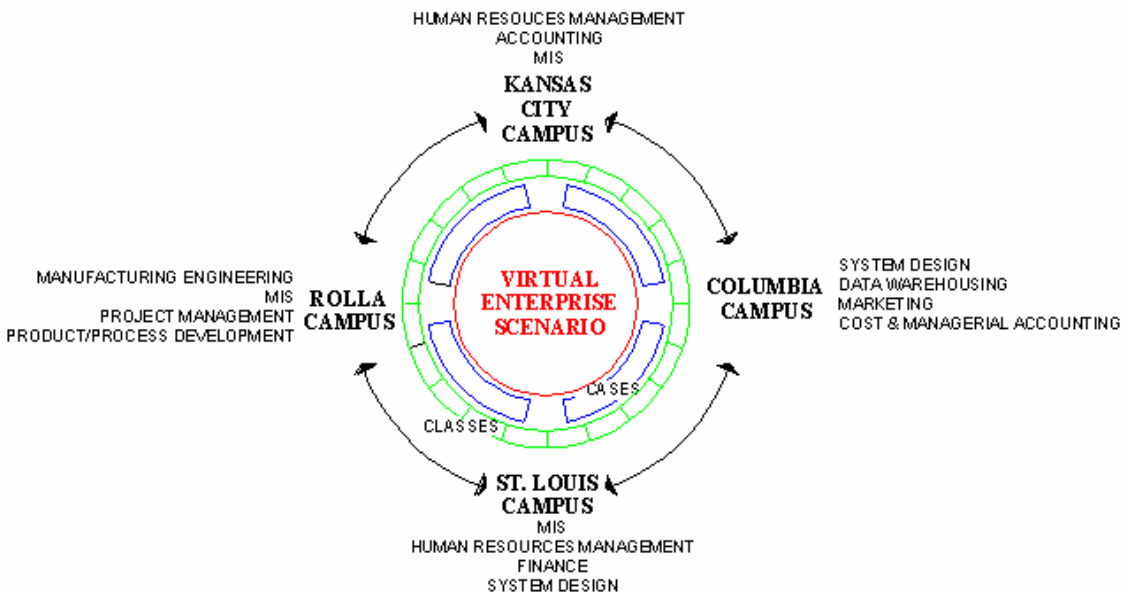 HUMAN RESOUCES MANAGEMENT
ACCOUNTING
MIS
KANSAS
CITY
CAMPUS
MANUFACTURING ENGINEERING
MIS
PROJECT MANAGEMENT
PRODUCT/PROCESS DEVELOPMENT
ROLLA
CAMPUS
VIRTUAL
ENTERPRISE
SCENARIO
COLUMBIA
CAMPUS
SYSTEM DESIGN
DATA WAREHOUSING
MARKETING
COST & MANAGERIAL ACCOUNTING
CASES
CLASSES
ST. LOUIS
CAMPUS
MIS
HUMAN RESOURCES MANAGEMENT
FINANCE
SYSTEM DESIGN